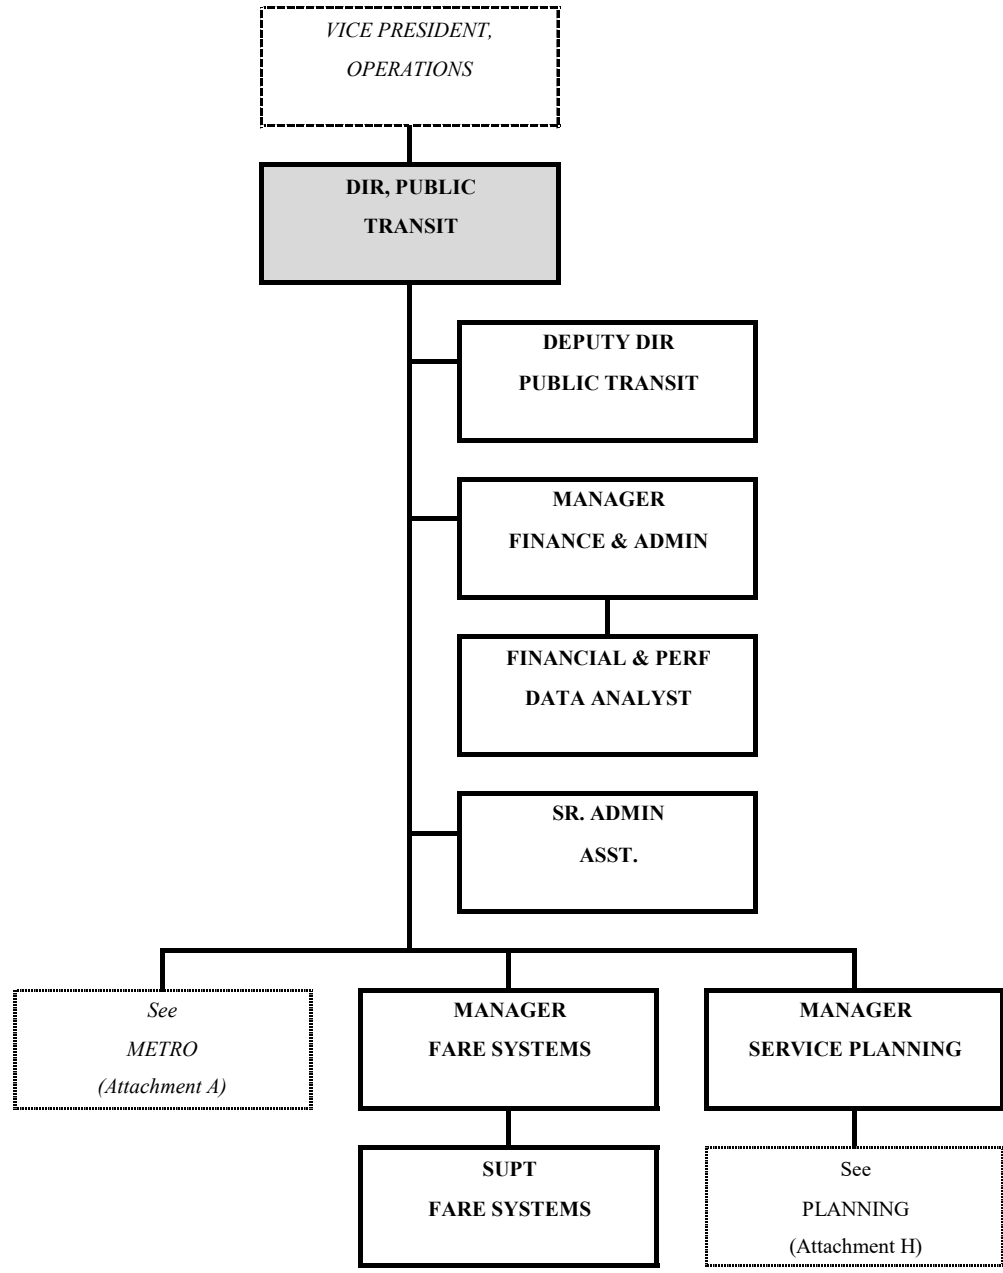 VICE PRESIDENT,
OPERATIONS
DIR, PUBLIC
TRANSIT
DEPUTY DIR
PUBLIC TRANSIT
MANAGER
FINANCE & ADMIN
FINANCIAL & PERF
DATA ANALYST
SR. ADMIN
ASST.
See
METRO
(Attachment A)
MANAGER
FARE SYSTEMS
MANAGER
SERVICE PLANNING
SUPT
FARE SYSTEMS
See
PLANNING
(Attachment H)